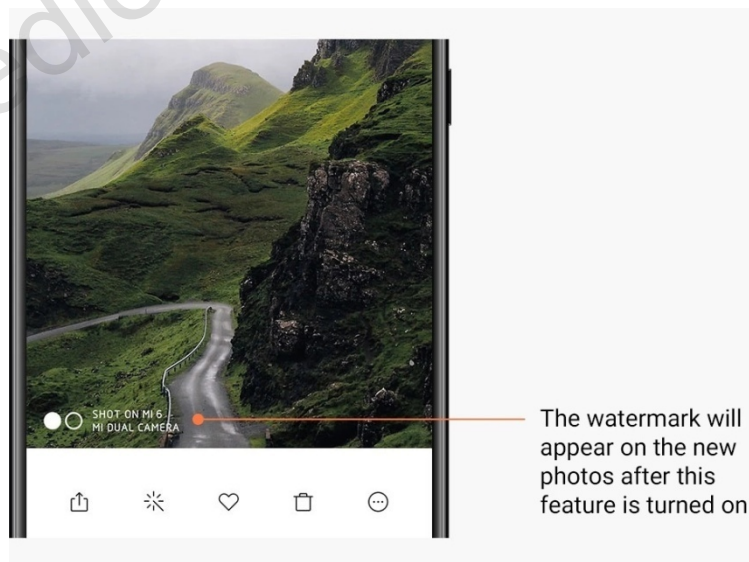 SHOT ON MI 6
MI DUAL CAMERA
The watermark will
appear on the new
photos after this
feature is turned on